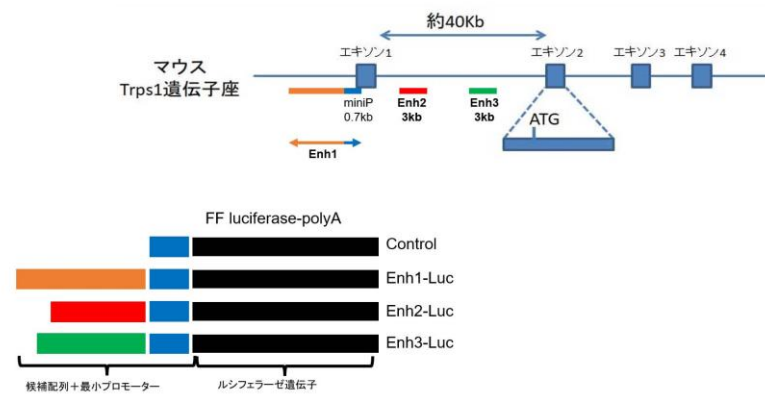 約40Kb
エキソン1
エキソン2
エキソン3
エキソン4
マウス
Trps1遺伝子座
miniP
0.7kb
Enh2
3kb
Enh3
3kb
Enh1
ATG
FF luciferase-polyA
Control
Enh1-Luc
Enh2-Luc
Enh3-Luc
候補配列+最小プロモーター
ルシフェラーゼ遺伝子